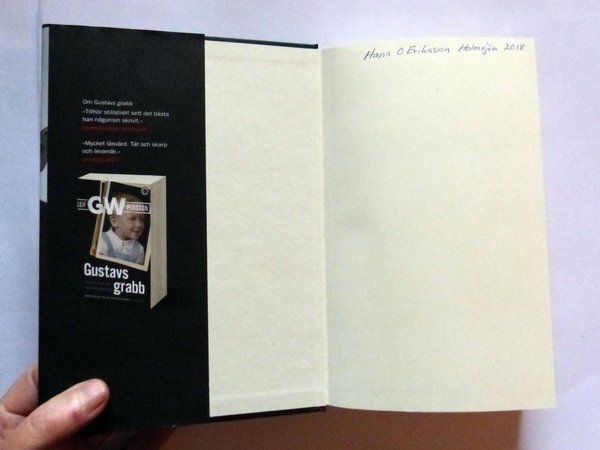 Hans O Eriksson Holmsjön 2018
Om Gustavs grabb
»Tillhör stilistiskt sett det bästa
han någonsin skrivit.»
»Mycket läsvärd. Tät och skarp
och levande.»
LEIF GW PERSSON
Gustavs
grabb